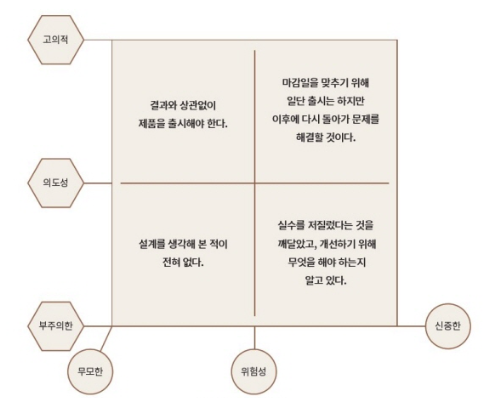 고의적
결과와 상관없이
제품을 출시해야 한다.
마감일을 맞추기 위해
일단 출시는 하지만
이후에 다시 돌아가 문제를
해결할 것이다.
의도성
설계를 생각해 본 적이
전혀 없다.
실수를 저질렀다는 것을
깨달았고, 개선하기 위해
무엇을 해야 하는지
알고 있다.
부주의한
신중한
무모한
위험성